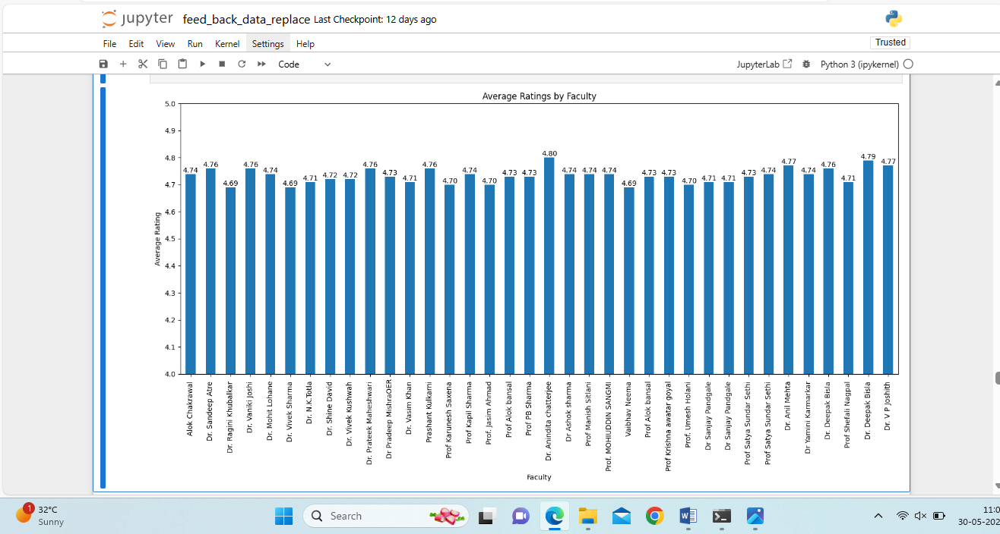 jupyter feed_back_data_replace Last Checkpoint: 12 days ago
File Edit View Run Kernel Settings Help Trusted
Code JupyterLab Python 3 (ipykernel)
Average Ratings by Faculty
Average Rating
5.0
4.9
4.8
4.7
4.6
4.5
4.4
4.3
4.2
4.1
4.0
4.74 4.76 4.69 4.76 4.74 4.69 4.71 4.72 4.72 4.76 4.73 4.71 4.76 4.70 4.74 4.70 4.73 4.73 4.80 4.74 4.74 4.74 4.69 4.73 4.73 4.70 4.71 4.71 4.73 4.74 4.77 4.74 4.76 4.71 4.79 4.77
Alok Chakrawal
Dr. Sandeep Atre
Dr. Ragini Khubalkar
Dr. Vaniki Joshi
Dr. Mohit Lohane
Dr. Vivek Sharma
Dr. N.K.Toda
Dr. Shine David
Dr. Vivek Kushwah
Dr. Prateek Maheshwari
Dr Pradeep MishraOER
Dr. Vasim Khan
Prashant Kulkarni
Prof Karunesh Saxena
Prof Kapil Sharma
Prof. Jasim Ahmad
Prof Alok bansal
Prof PB Sharma
Dr. Anindita chatterjee
Dr Ashok sharma
Prof Manish Sitlani
Prof. MOHIUDDIN SANGMI
Vaibhav Neema
Prof Alok bansal
Prof Krishna awatar goyal
Prof. Umesh Holani
Dr Sanjay Pandgale
Dr Sanjay Pandgale
Prof Satya Sundar Sethi
Prof Satya Sundar Sethi
Dr. Anil Mehta
Dr Yamini Karmarkar
Dr. Deepak Bisla
Prof Shefali Nagpal
Dr. Deepak Bisla
Dr. V P Joshith
Faculty
1
32°C
Sunny
Search
11:0
30-05-202